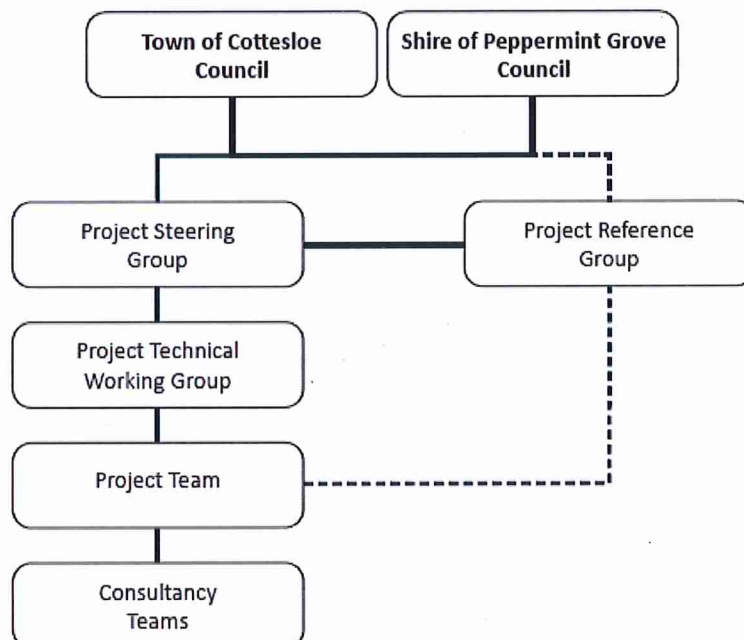 Town of Cottesloe
Council
Shire of Peppermint Grove
Council
Project Steering
Group
Project Reference
Group
Project Technical
Working Group
Project Team
Consultancy
Teams